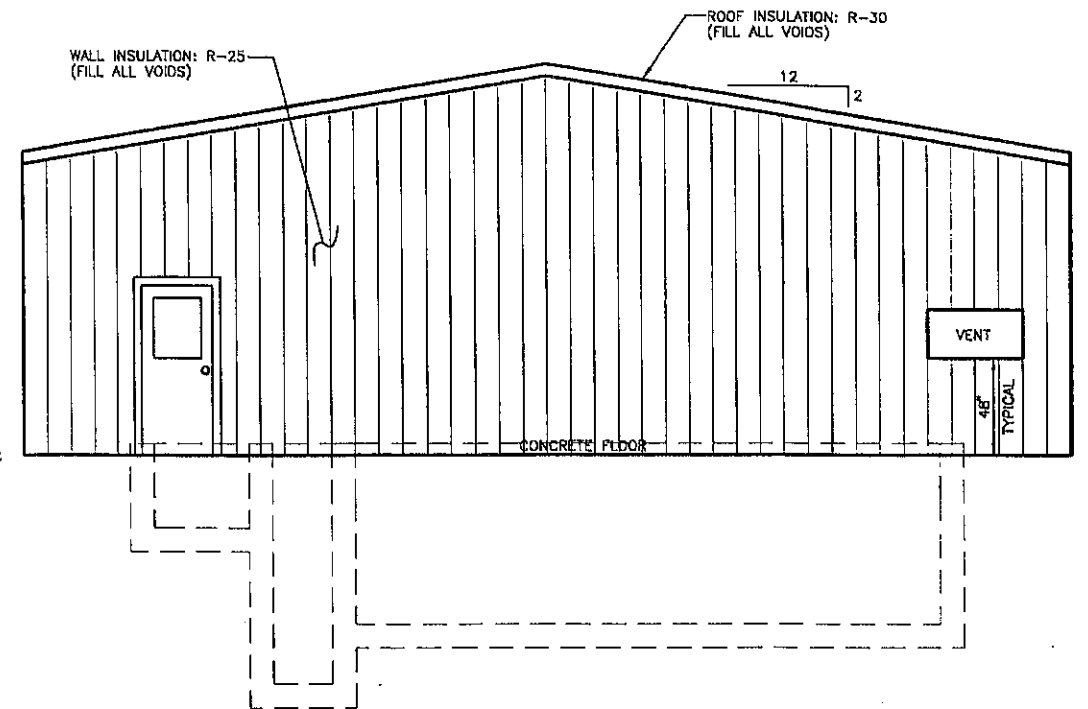 ROOF INSULATION: R-30
(FILL ALL VOIDS)
WALL INSULATION: R-25
(FILL ALL VOIDS)
12
2
VENT
48"
TYPICAL
CONCRETE FLOOR